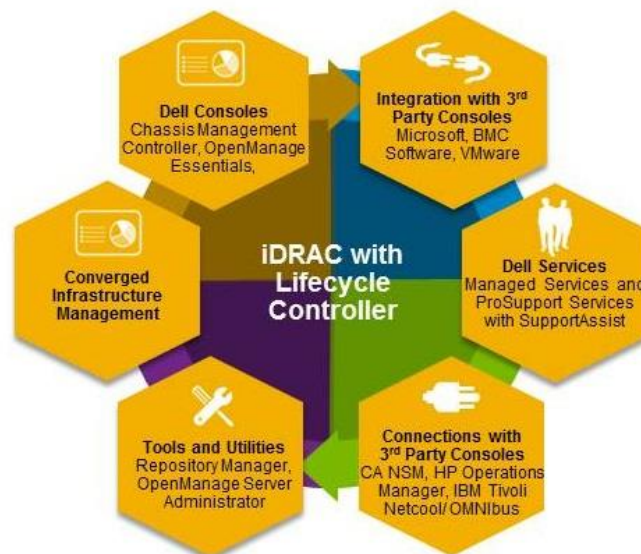 Dell Consoles
Chassis Management
Controller, OpenManage
Essentials,
Integration with 3rd
Party Consoles
Microsoft, BMC
Software, VMware
Converged
Infrastructure
Management
iDRAC with
Lifecycle
Controller
Dell Services
Managed Services and
ProSupport Services
with SupportAssist
Tools and Utilities
Repository Manager,
OpenManage Server
Administrator
Connections with
3rd Party Consoles
CA NSM, HP Operations
Manager, IBM Tivoli
Netcool/ OMNIbus